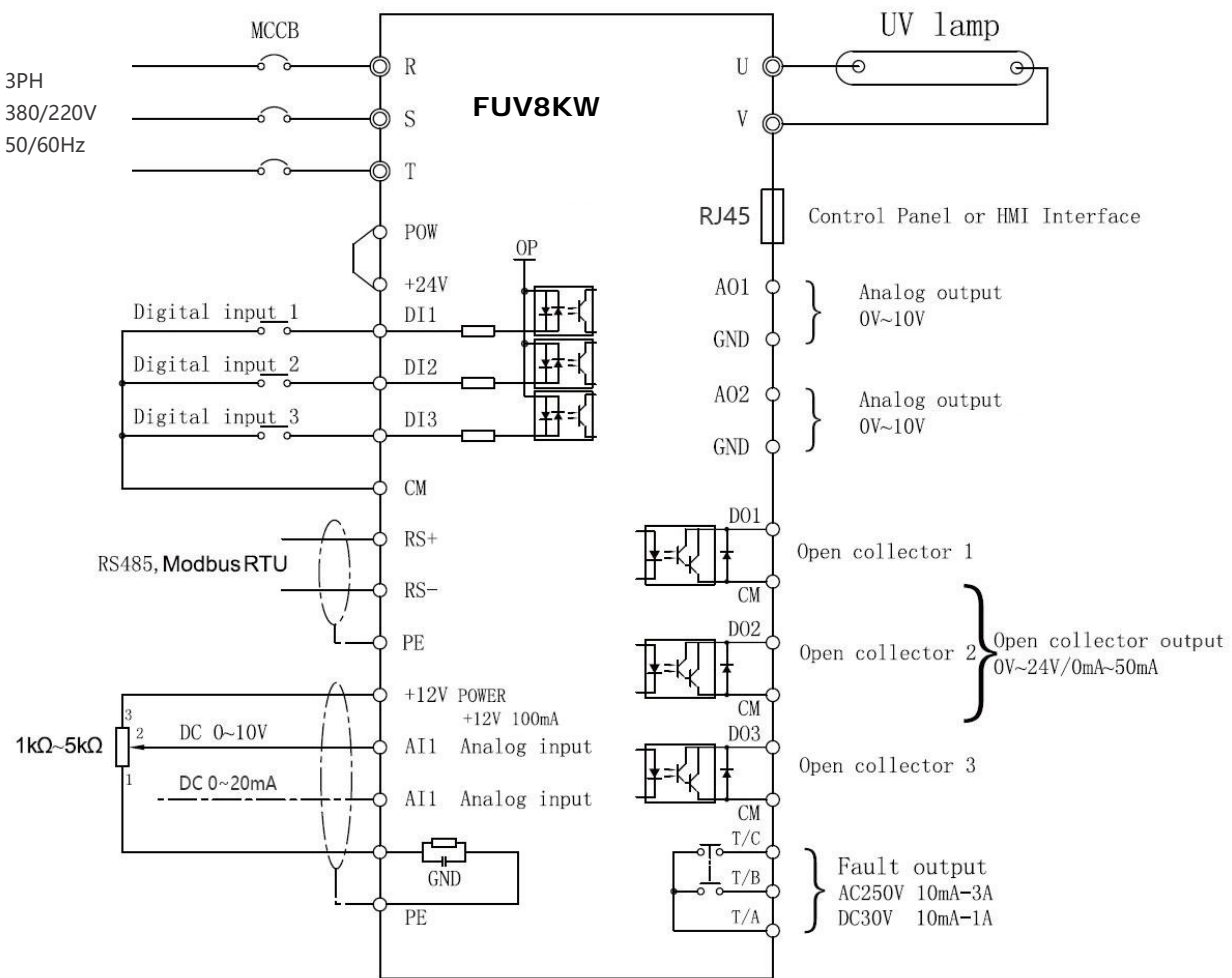 MCCB
3PH
380/220V
50/60Hz
R
S
T
FUV8KW
UV lamp
U
V
RJ45
Control Panel or HMI Interface
POW
+24V
OP
Digital input 1
DI1
Digital input 2
DI2
Digital input 3
DI3
CM
AO1
GND
Analog output
0V~10V
AO2
GND
Analog output
0V~10V
RS485, Modbus RTU
RS+
RS-
PE
DO1
CM
Open collector 1
DO2
CM
Open collector 2
DO3
CM
Open collector 3
Open collector output
0V~24V/0mA~50mA
+12V POWER
+12V 100mA
1kΩ~5kΩ
3
2
1
DC 0~10V
AI1 Analog input
DC 0~20mA
AI1 Analog input
GND
PE
T/C
T/B
T/A
Fault output
AC250V 10mA-3A
DC30V 10mA-1A